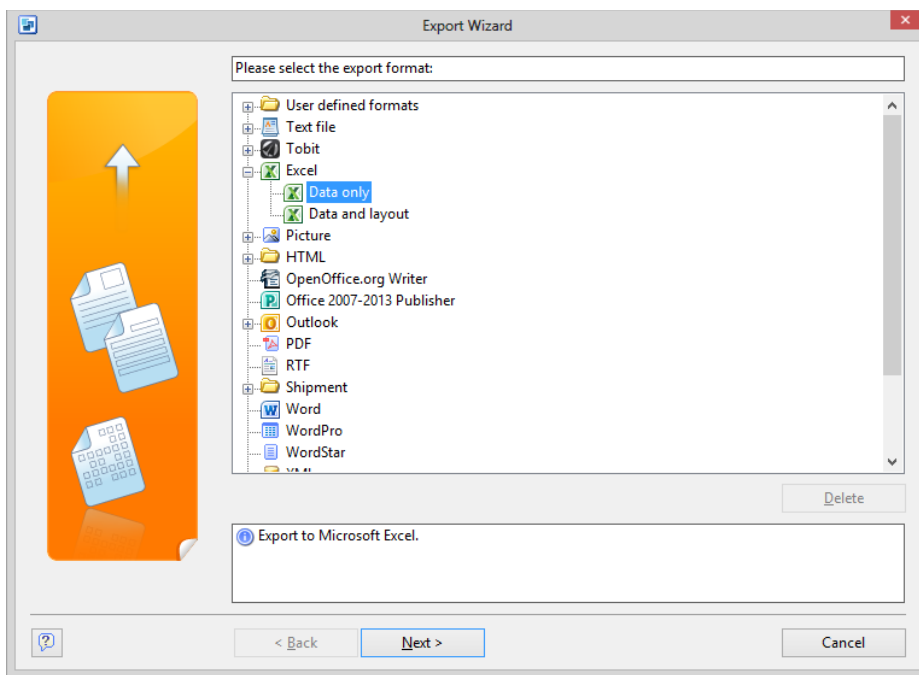 Export Wizard
Please select the export format:
User defined formats
Text file
Tobit
Excel
Data only
Data and layout
Picture
HTML
OpenOffice.org Writer
Office 2007-2013 Publisher
Outlook
PDF
RTF
Shipment
Word
WordPro
WordStar
XML
Delete
Export to Microsoft Excel.
< Back
Next >
Cancel